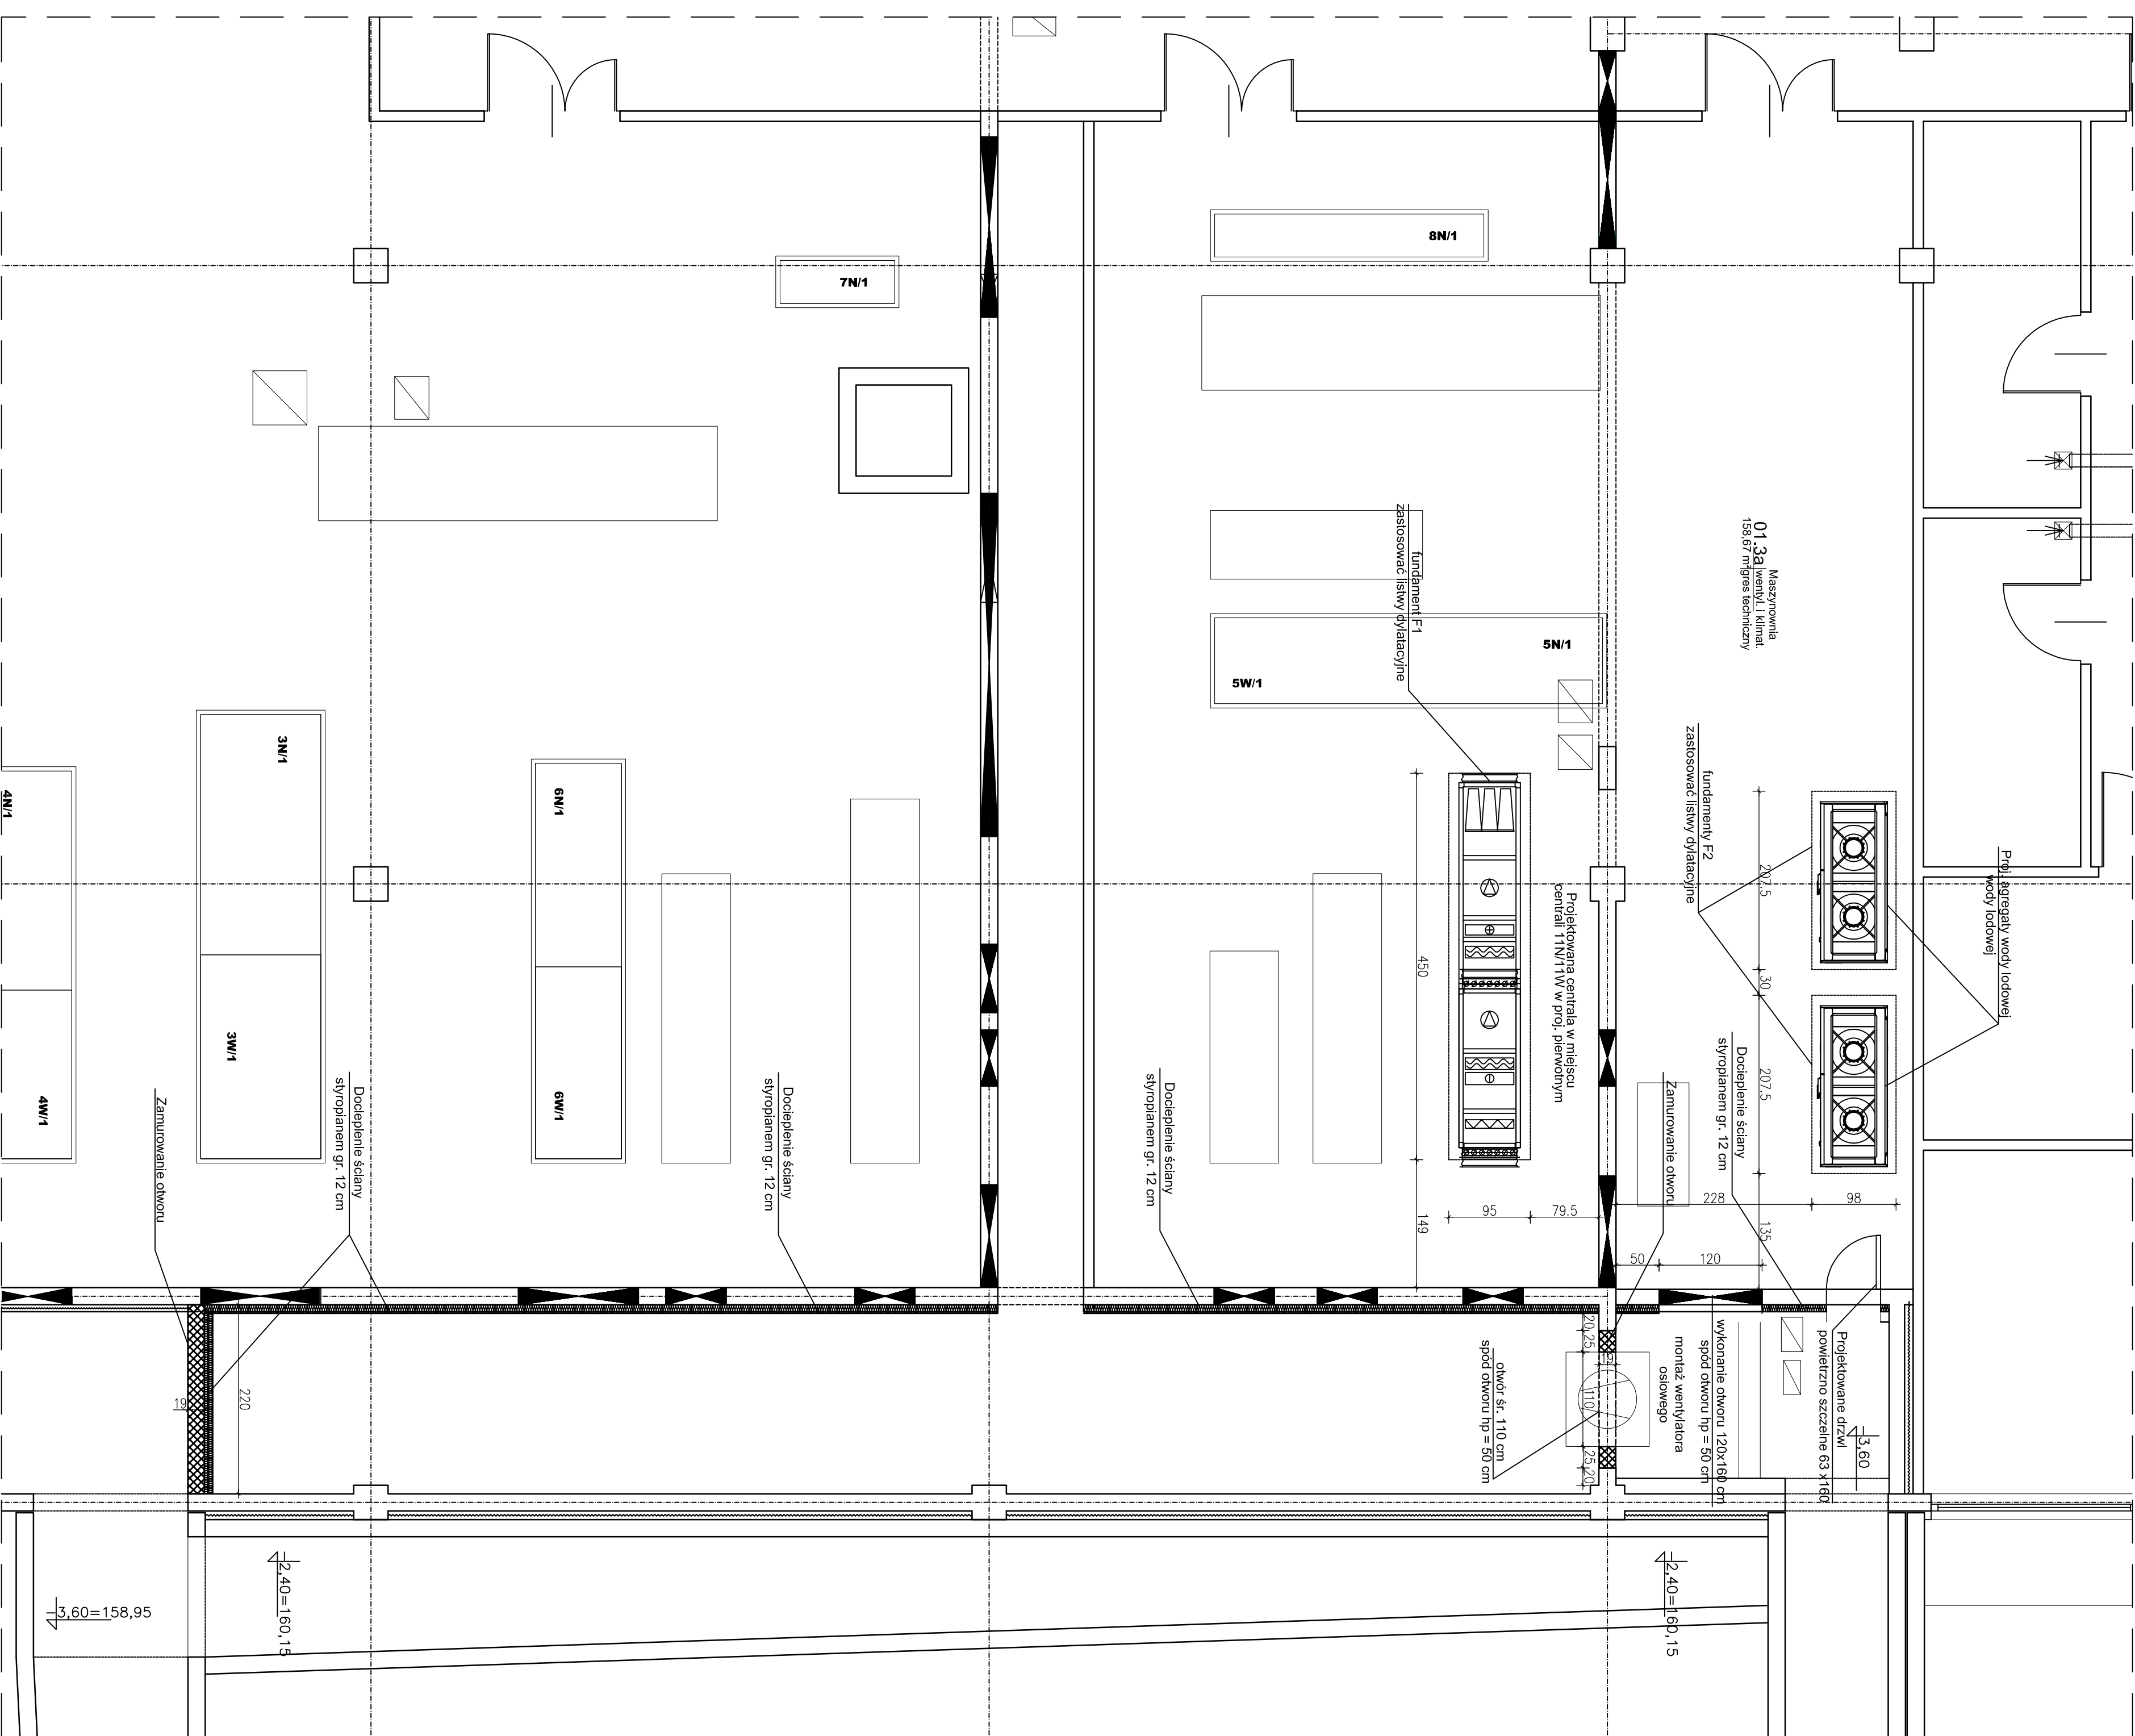 8N/1
7N/1
5N/1
5W/1
3N/1
3W/1
6N/1
6W/1
4N/1
4W/1
fundament F1
zastosować listwy dylatacyjne
Maszynownia
01.3a wentyl. i klimat.
158,67 m² gres techniczny
fundamenty F2
zastosować listwy dylatacyjne
Proj. agregaty wody lodowej
wody lodowej
Projektowana centrala w miejscu
centrali 11N/11W w proj. pierwotnym
Docieplenie ściany
styropianem gr. 12 cm
Zamurowanie otworu
Docieplenie ściany
styropianem gr. 12 cm
Docieplenie ściany
styropianem gr. 12 cm
Docieplenie ściany
styropianem gr. 12 cm
Zamurowanie otworu
450
149
95
79.5
207.5
30
207.5
135
228
98
50
120
20
25
110
25
20
19
220
19
otwór śr. 110 cm
spód otworu hp = 50 cm
montaż wentylatora
osiowego
wykonanie otworu 120x160 cm
spód otworu hp = 50 cm
Projektowane drzwi
powietrzno szczelne 63 x160
-3,60
-2,40=160,15
-2,40=160,15
-3,60=158,95